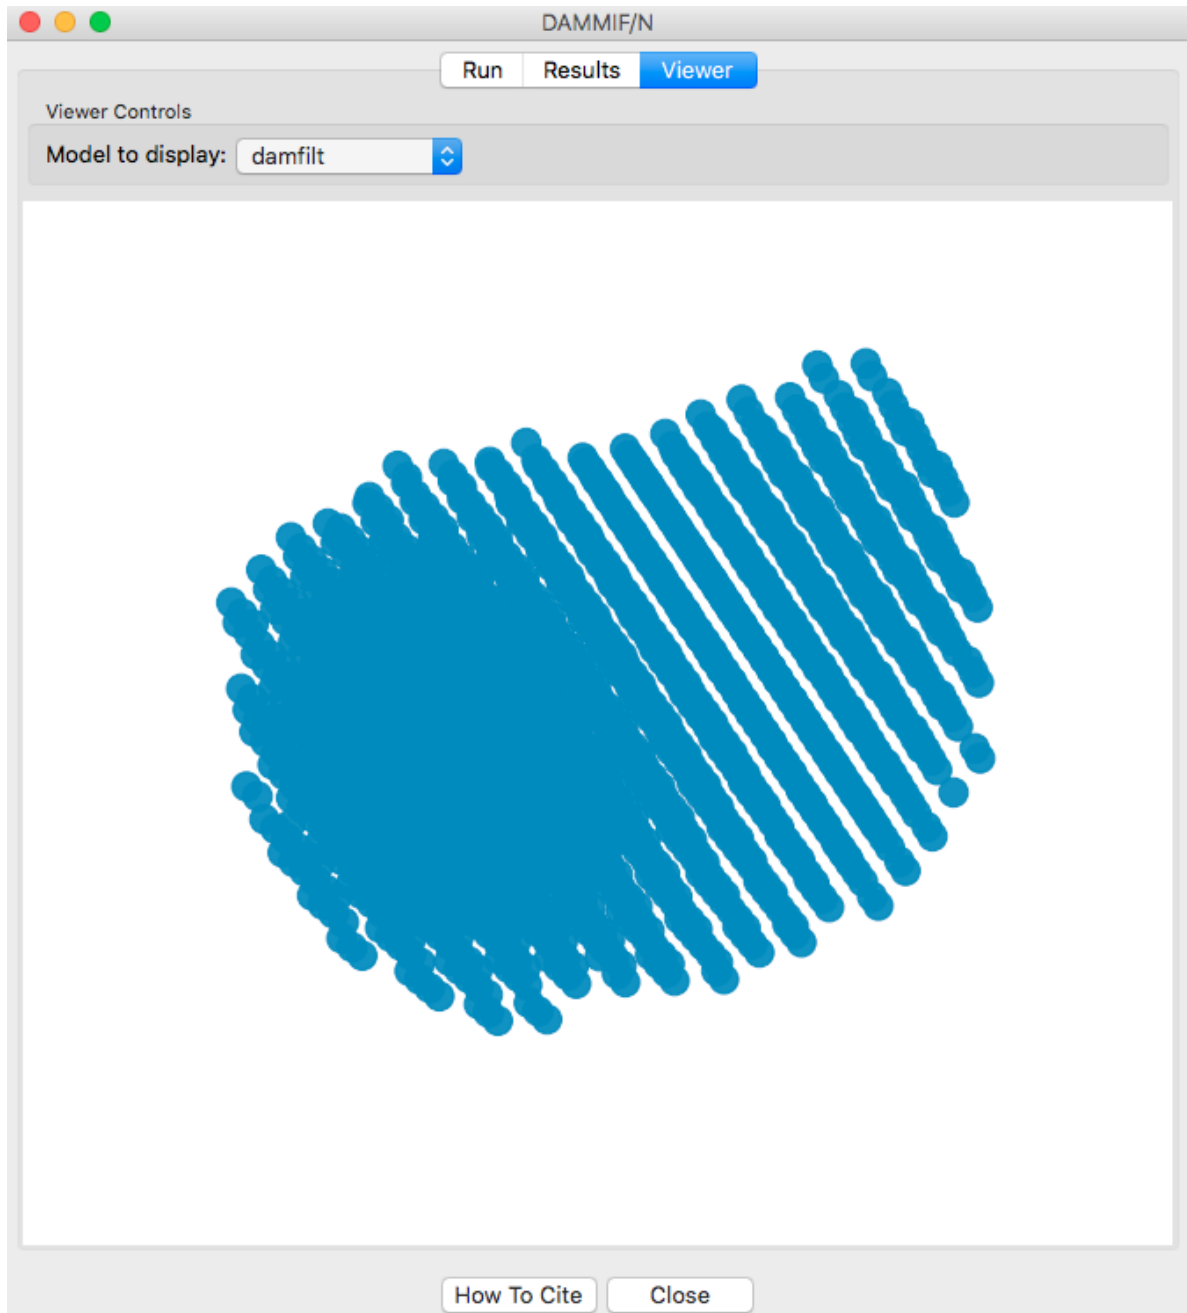 DAMMIF/N
Run Results Viewer
Viewer Controls
Model to display: damfilt
How To Cite Close